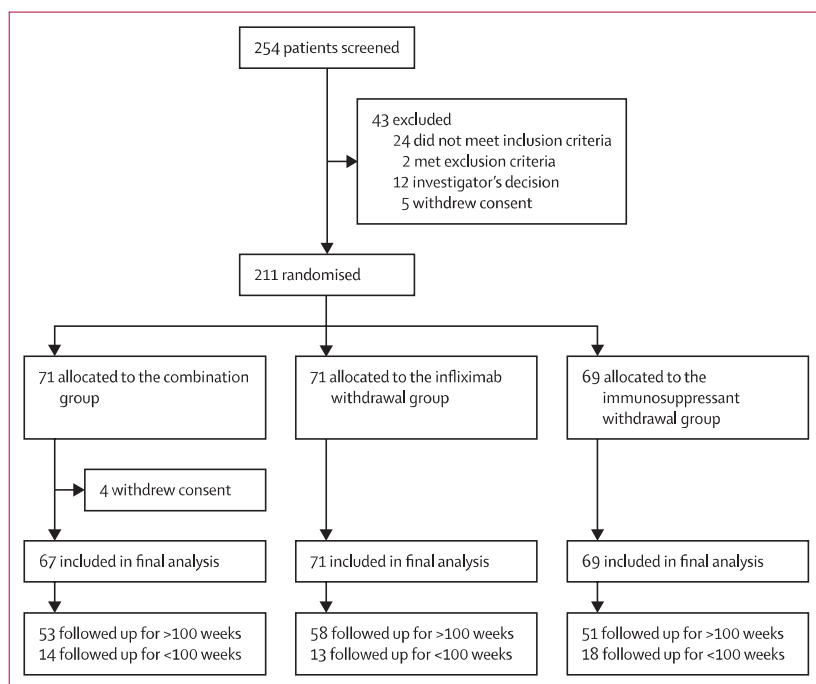 254 patients screened
43 excluded
24 did not meet inclusion criteria
2 met exclusion criteria
12 investigator's decision
5 withdrew consent
211 randomised
71 allocated to the combination
group
71 allocated to the infliximab
withdrawal group
69 allocated to the
immunosuppressant
withdrawal group
4 withdrew consent
67 included in final analysis
71 included in final analysis
69 included in final analysis
53 followed up for >100 weeks
14 followed up for <100 weeks
58 followed up for >100 weeks
13 followed up for <100 weeks
51 followed up for >100 weeks
18 followed up for <100 weeks